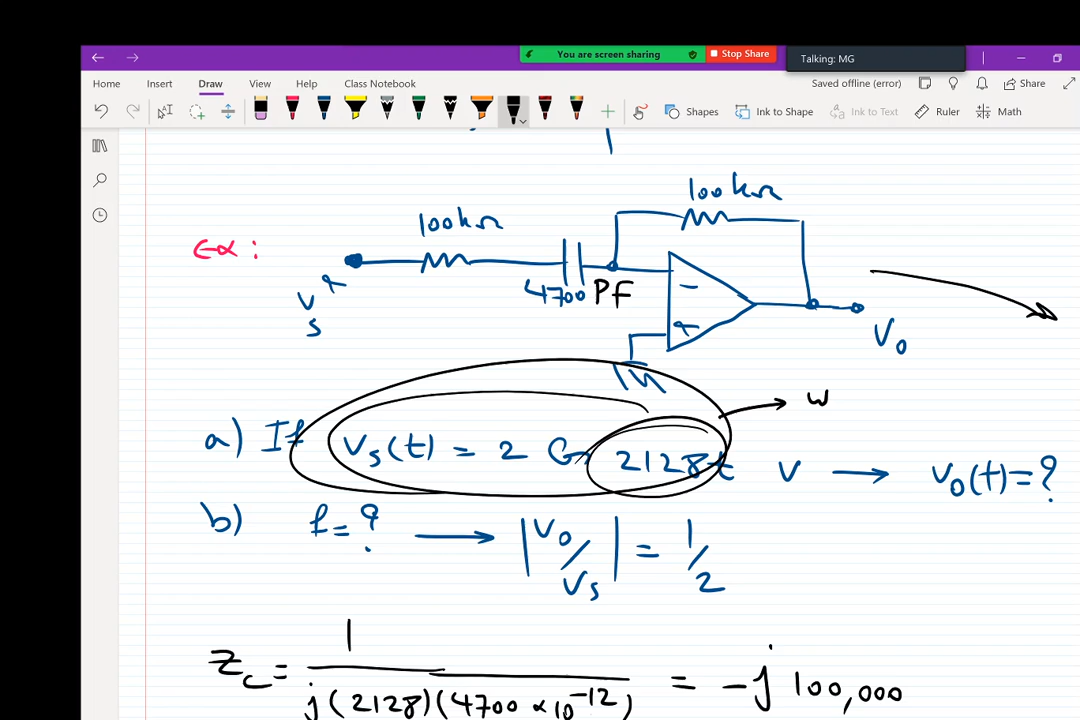 You are screen sharing Stop Share Talking: MG
Home Insert Draw View Help Class Notebook Saved offline (error) Share
Shapes Ink to Shape Ink to Text Ruler Math
100kΩ
100kΩ
Ex:
4700 PF
Vs
Vo
w
a) If Vs(t) = 2 Cos 2128t V → Vo(t)=?
b) f=? → |Vo/Vs| = 1/2
Zc = 1/(j(2128)(4700×10⁻¹²)) = -j 100,000